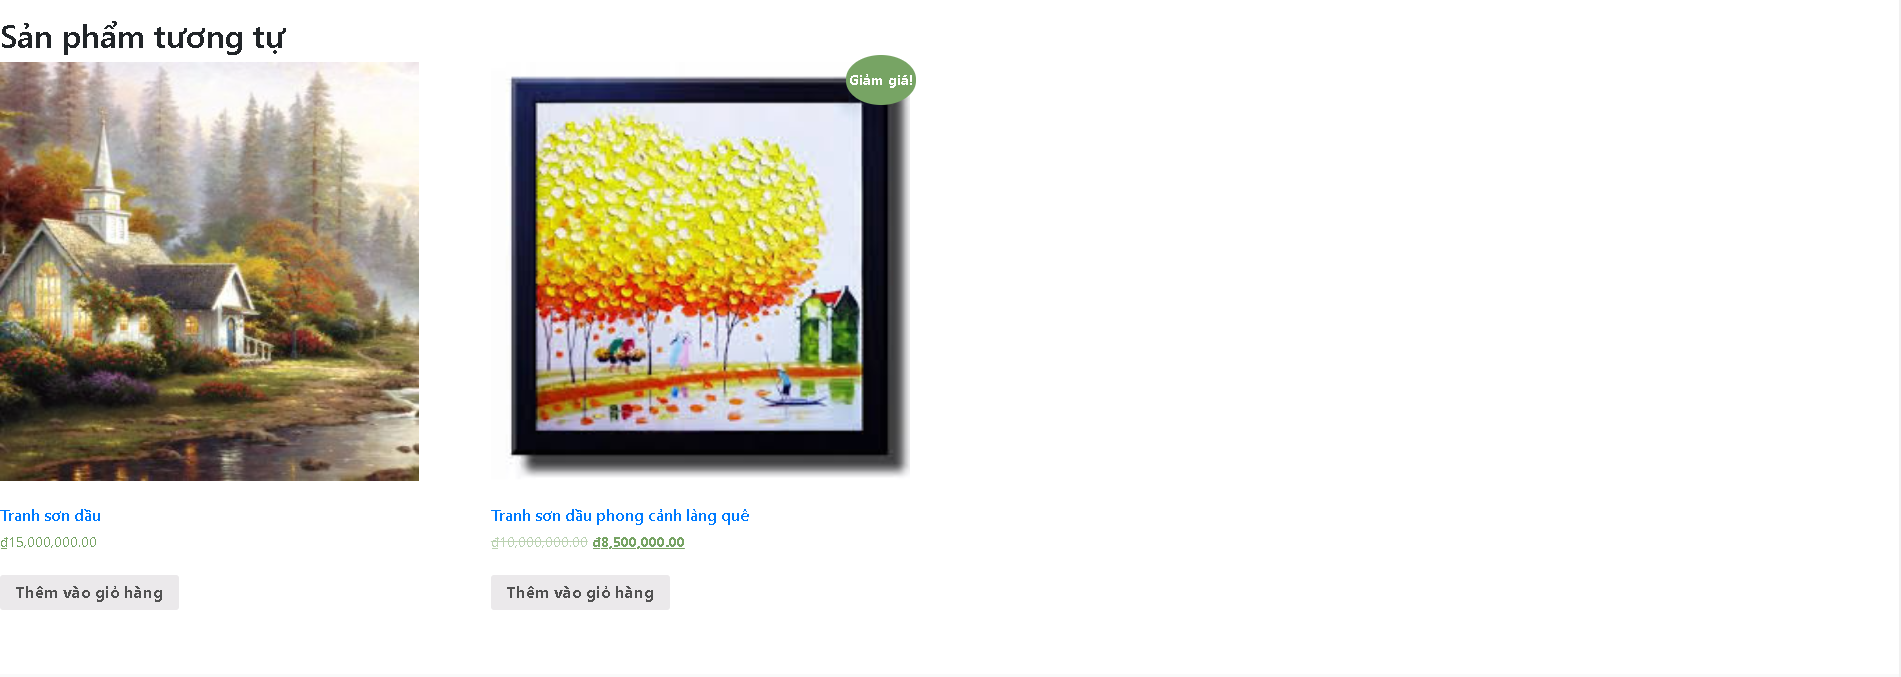 Sản phẩm tương tự
Giảm giá!
Tranh sơn dầu
₫15,000,000.00
Thêm vào giỏ hàng
Tranh sơn dầu phong cảnh làng quê
₫10,000,000.00 ₫8,500,000.00
Thêm vào giỏ hàng